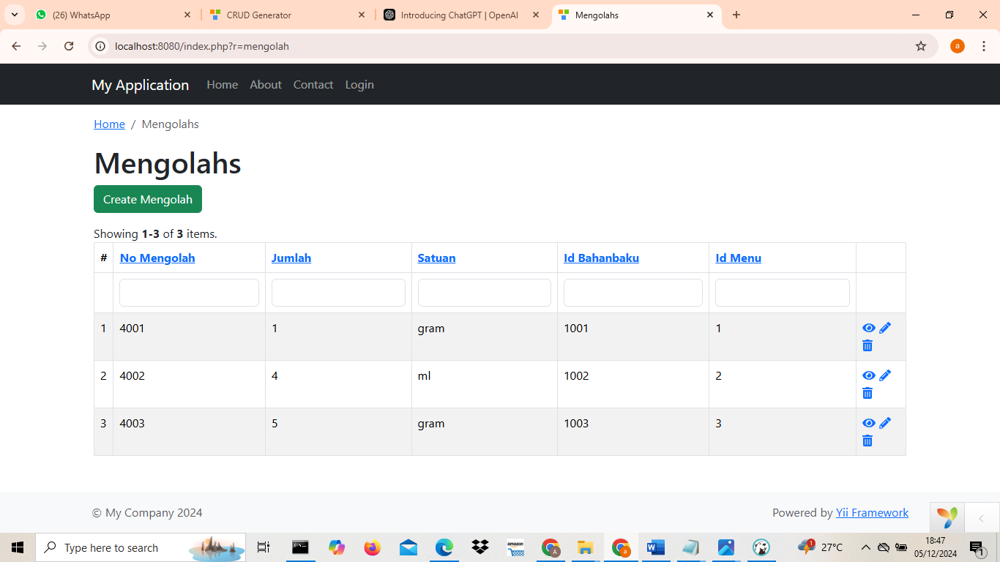 (26) WhatsApp
CRUD Generator
Introducing ChatGPT | OpenAI
Mengolahs
localhost:8080/index.php?r=mengolah
a
My Application Home About Contact Login
Home / Mengolahs
Mengolahs
Create Mengolah
Showing 1-3 of 3 items.
# No Mengolah Jumlah Satuan Id Bahanbaku Id Menu
1 4001 1 gram 1001 1
2 4002 4 ml 1002 2
3 4003 5 gram 1003 3
© My Company 2024 Powered by Yii Framework
Type here to search
amazon
A
a
W
1
27°C
18:47
05/12/2024
1